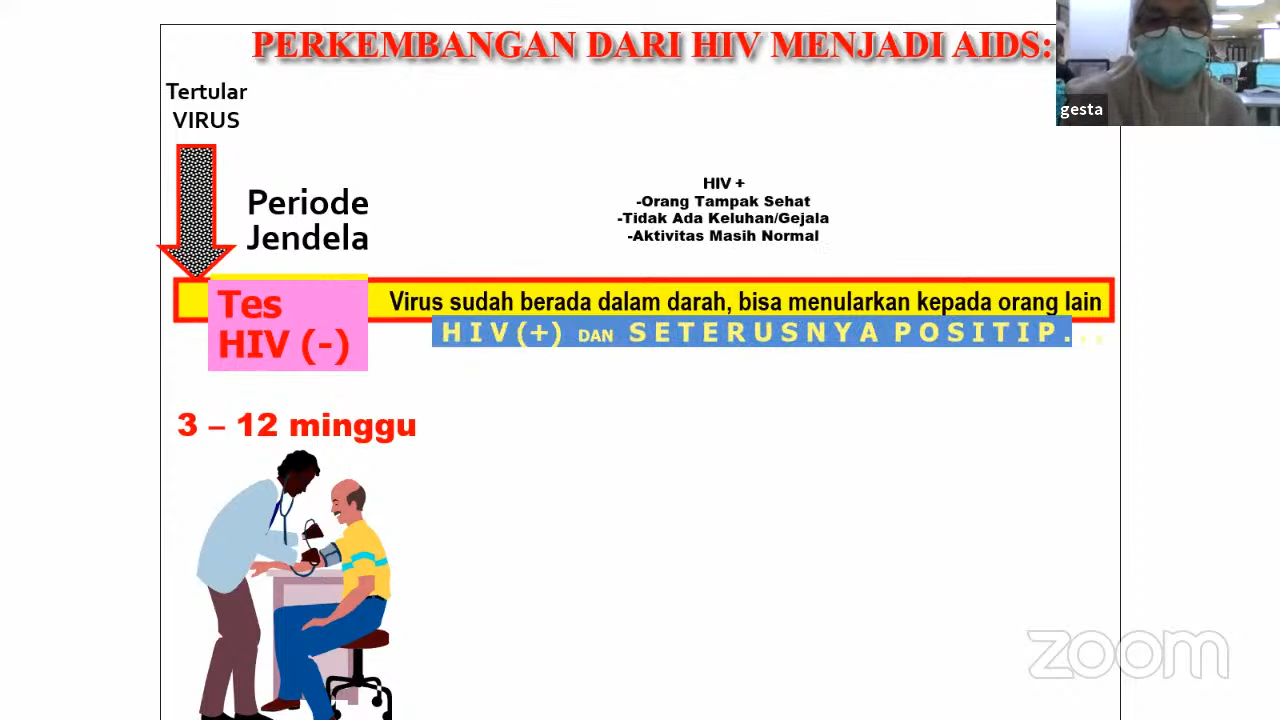 PERKEMBANGAN DARI HIV MENJADI AIDS:
gesta
Tertular
VIRUS
Periode
Jendela
HIV +
-Orang Tampak Sehat
-Tidak Ada Keluhan/Gejala
-Aktivitas Masih Normal
Tes
HIV (-)
Virus sudah berada dalam darah, bisa menularkan kepada orang lain
HIV(+) DAN SETERUSNYA POSITIP...
3 – 12 minggu
zoom